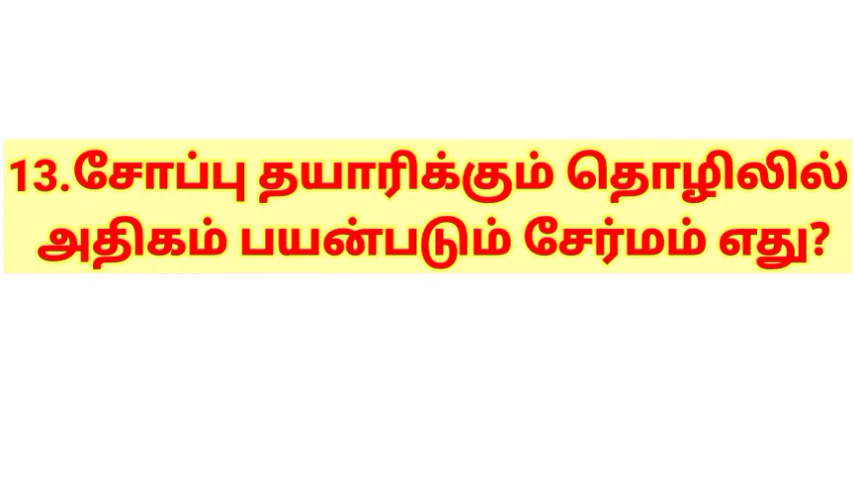 13.சோப்பு தயாரிக்கும் தொழிலில்
அதிகம் பயன்படும் சேர்மம் எது?